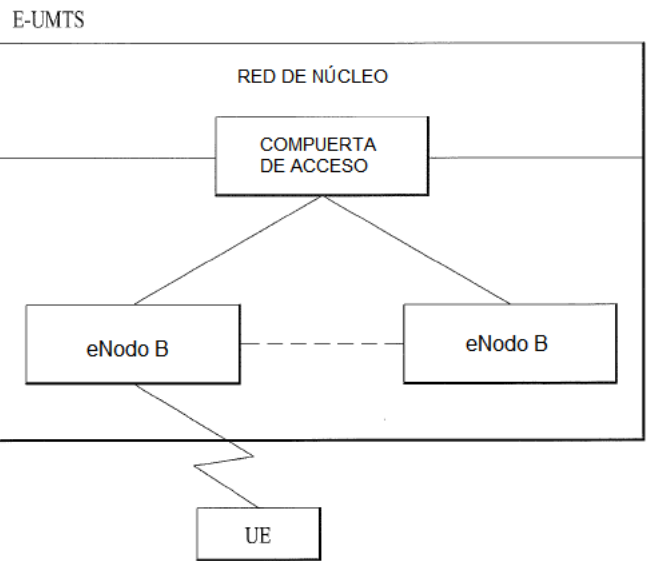 E-UMTS
RED DE NÚCLEO
COMPUERTA
DE ACCESO
eNodo B
eNodo B
UE